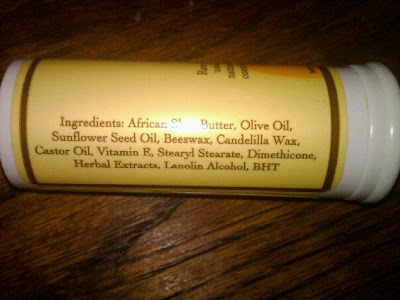 Ingredients: African Butter, Olive Oil,
Sunflower Seed Oil, Beeswax, Candelilla Wax,
Castor Oil, Vitamin E, Stearyl Stearate, Dimethicone,
Herbal Extracts, Lanolin Alcohol, BHT